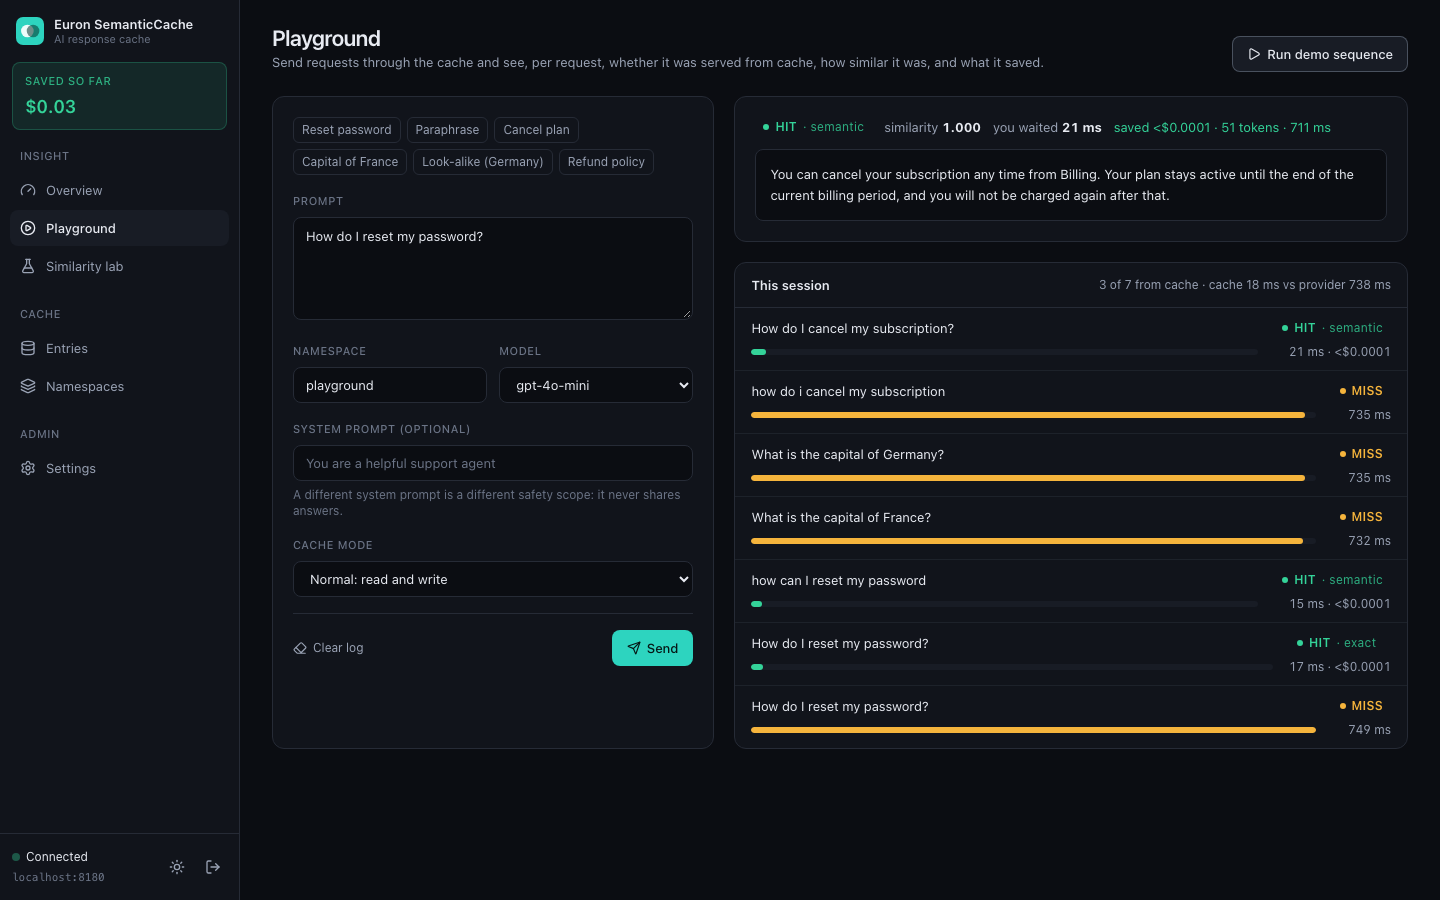 Euron SemanticCache
AI response cache
SAVED SO FAR
$0.03
INSIGHT
Overview
Playground
Similarity lab
CACHE
Entries
Namespaces
ADMIN
Settings
Connected
localhost:8180
Playground
Send requests through the cache and see, per request, whether it was served from cache, how similar it was, and what it saved.
Run demo sequence
Reset password
Paraphrase
Cancel plan
Capital of France
Look-alike (Germany)
Refund policy
PROMPT
How do I reset my password?
NAMESPACE
MODEL
playground
gpt-4o-mini
SYSTEM PROMPT (OPTIONAL)
You are a helpful support agent
A different system prompt is a different safety scope: it never shares
answers.
CACHE MODE
Normal: read and write
Clear log
Send
HIT · semantic similarity 1.000 you waited 21 ms saved <$0.0001 · 51 tokens · 711 ms
You can cancel your subscription any time from Billing. Your plan stays active until the end of the
current billing period, and you will not be charged again after that.
This session
3 of 7 from cache · cache 18 ms vs provider 738 ms
How do I cancel my subscription?
HIT · semantic
21 ms · <$0.0001
how do i cancel my subscription
MISS
735 ms
What is the capital of Germany?
MISS
735 ms
What is the capital of France?
MISS
732 ms
how can I reset my password
HIT · semantic
15 ms · <$0.0001
How do I reset my password?
HIT · exact
17 ms · <$0.0001
How do I reset my password?
MISS
749 ms